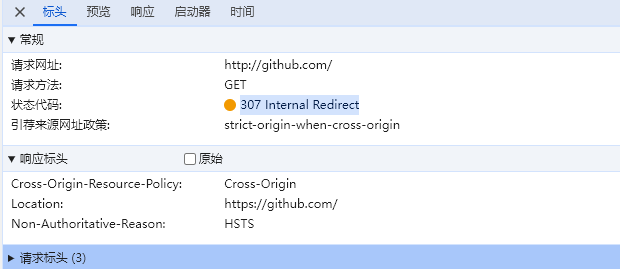 标头 预览 响应 启动器 时间
常规
请求网址: http://github.com/
请求方法: GET
状态代码: 307 Internal Redirect
引荐来源网址政策: strict-origin-when-cross-origin
响应标头 原始
Cross-Origin-Resource-Policy: Cross-Origin
Location: https://github.com/
Non-Authoritative-Reason: HSTS
请求标头 (3)